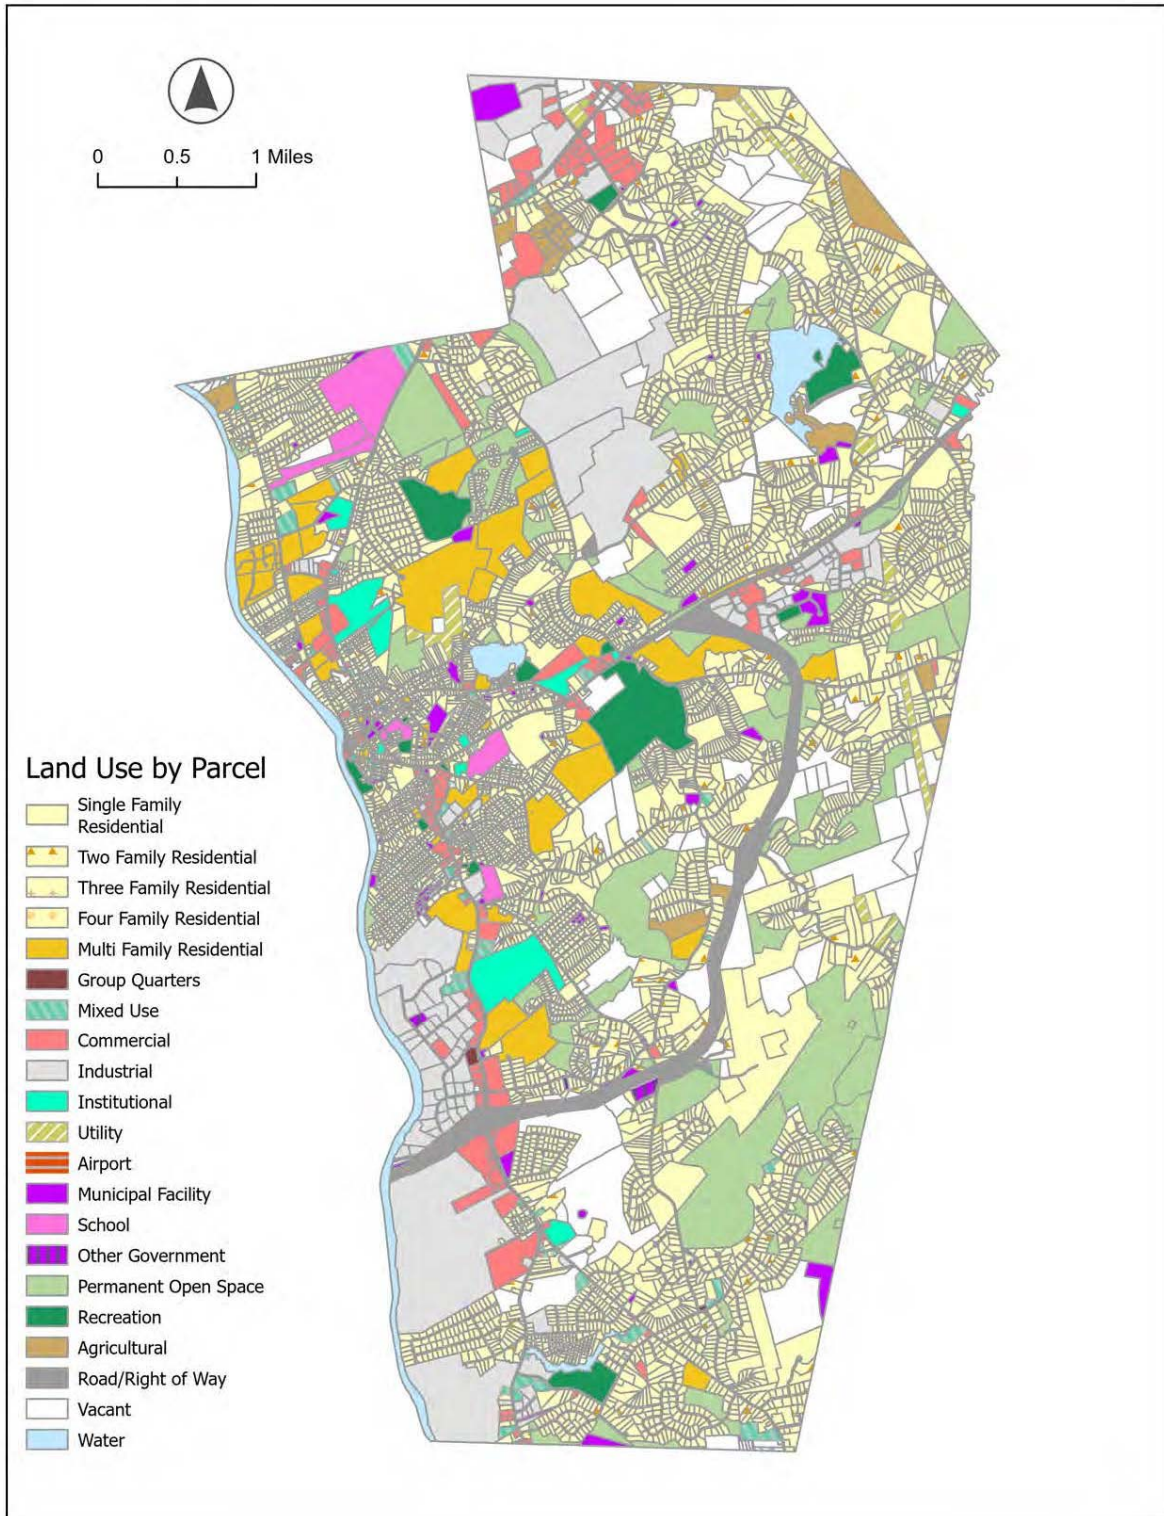 0 0.5 1 Miles
Land Use by Parcel
Single Family
Residential
Two Family Residential
Three Family Residential
Four Family Residential
Multi Family Residential
Group Quarters
Mixed Use
Commercial
Industrial
Institutional
Utility
Airport
Municipal Facility
School
Other Government
Permanent Open Space
Recreation
Agricultural
Road/Right of Way
Vacant
Water